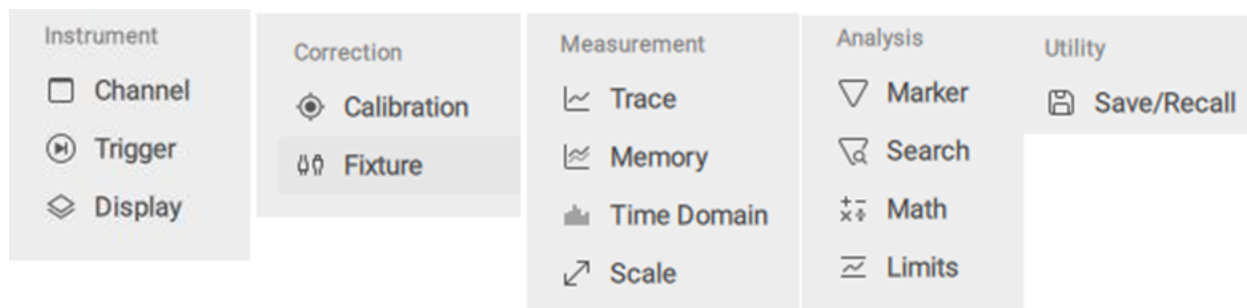 Instrument
Channel
Trigger
Display
Correction
Calibration
Fixture
Measurement
Trace
Memory
Time Domain
Scale
Analysis
Marker
Search
Math
Limits
Utility
Save/Recall